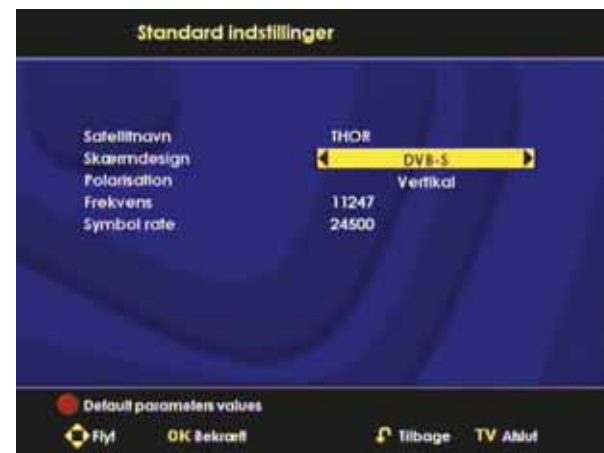 Standard indstillinger
Satellitnavn THOR
Skærmdesign DVB-S
Polarisation Vertikal
Frekvens 11247
Symbol rate 24500
Default parameters values
Flyt OK Bekræft Tilbage TV Afslut